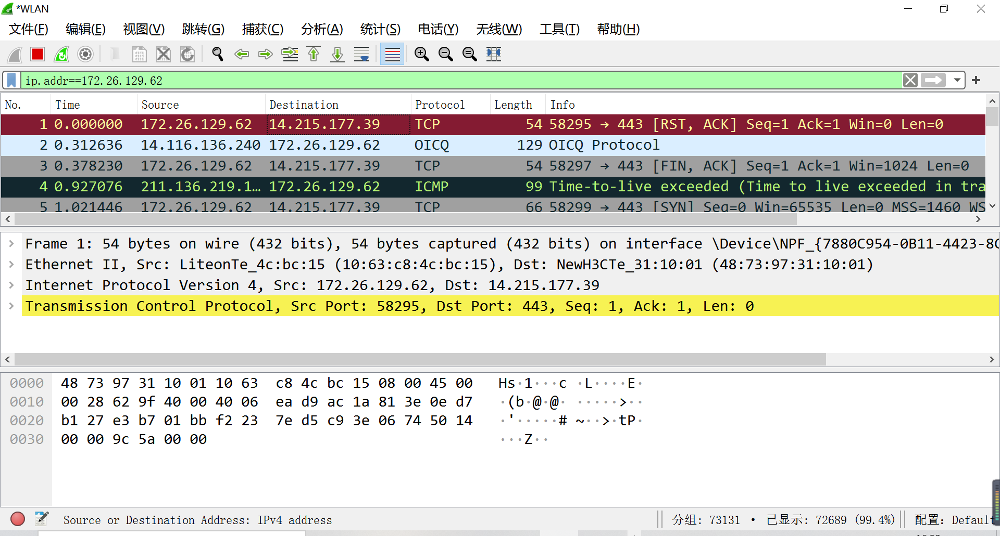 *WLAN
文件(F) 编辑(E) 视图(V) 跳转(G) 捕获(C) 分析(A) 统计(S) 电话(Y) 无线(W) 工具(T) 帮助(H)
ip.addr==172.26.129.62
No. Time Source Destination Protocol Length Info
1 0.000000 172.26.129.62 14.215.177.39 TCP 54 58295 → 443 [RST, ACK] Seq=1 Ack=1 Win=0 Len=0
2 0.312636 14.116.136.240 172.26.129.62 OICQ 129 OICQ Protocol
3 0.378230 172.26.129.62 14.215.177.39 TCP 54 58297 → 443 [FIN, ACK] Seq=1 Ack=1 Win=1024 Len=0
4 0.927076 211.136.219.1… 172.26.129.62 ICMP 99 Time-to-live exceeded (Time to live exceeded in tra
5 1.021446 172.26.129.62 14.215.177.39 TCP 66 58299 → 443 [SYN] Seq=0 Win=65535 Len=0 MSS=1460 WS
Frame 1: 54 bytes on wire (432 bits), 54 bytes captured (432 bits) on interface \Device\NPF_{7880C954-0B11-4423-8C
Ethernet II, Src: LiteonTe_4c:bc:15 (10:63:c8:4c:bc:15), Dst: NewH3CTe_31:10:01 (48:73:97:31:10:01)
Internet Protocol Version 4, Src: 172.26.129.62, Dst: 14.215.177.39
Transmission Control Protocol, Src Port: 58295, Dst Port: 443, Seq: 1, Ack: 1, Len: 0
0000 48 73 97 31 10 01 10 63 c8 4c bc 15 08 00 45 00 Hs·1···c ·L····E·
0010 00 28 62 9f 40 00 40 06 ea d9 ac 1a 81 3e 0e d7 ·(b·@·@· ·····>··
0020 b1 27 e3 b7 01 bb f2 23 7e d5 c9 3e 06 74 50 14 ·'·····# ~··>·tP·
0030 00 00 9c 5a 00 00 ···Z··
Source or Destination Address: IPv4 address 分组: 73131 · 已显示: 72689 (99.4%) 配置: Default